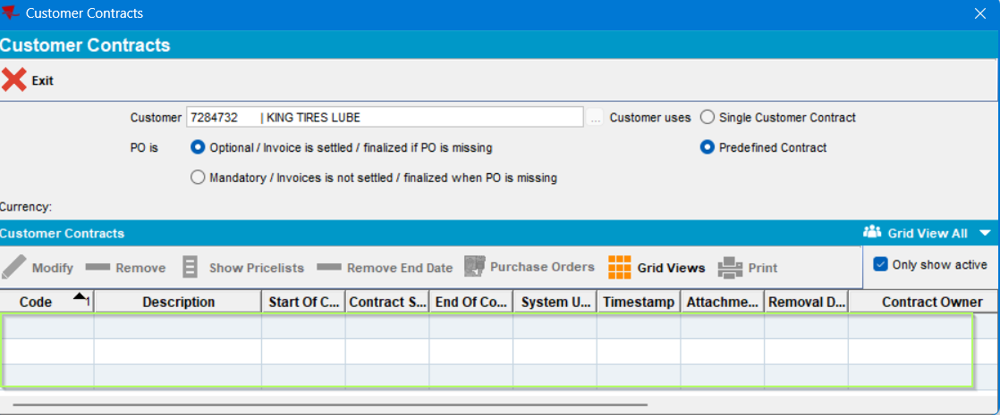 Customer Contracts
Customer Contracts
Exit
Customer 7284732 | KING TIRES LUBE ... Customer uses Single Customer Contract
PO is Optional / Invoice is settled / finalized if PO is missing Predefined Contract
Mandatory / Invoices is not settled / finalized when PO is missing
Currency:
Customer Contracts Grid View All
Modify Remove Show Pricelists Remove End Date Purchase Orders Grid Views Print Only show active
Code 1 Description Start Of C... Contract S... End Of Co... System U... Timestamp Attachme... Removal D... Contract Owner